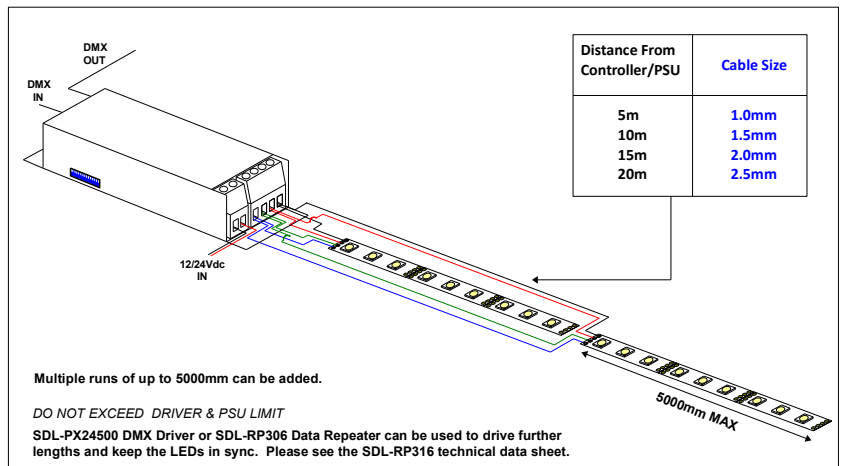 DMX
OUT
DMX
IN
12/24Vdc
IN
Distance From
Controller/PSU
Cable Size
5m 1.0mm
10m 1.5mm
15m 2.0mm
20m 2.5mm
5000mm MAX
Multiple runs of up to 5000mm can be added.
DO NOT EXCEED DRIVER & PSU LIMIT
SDL-PX24500 DMX Driver or SDL-RP306 Data Repeater can be used to drive further
lengths and keep the LEDs in sync. Please see the SDL-RP316 technical data sheet.